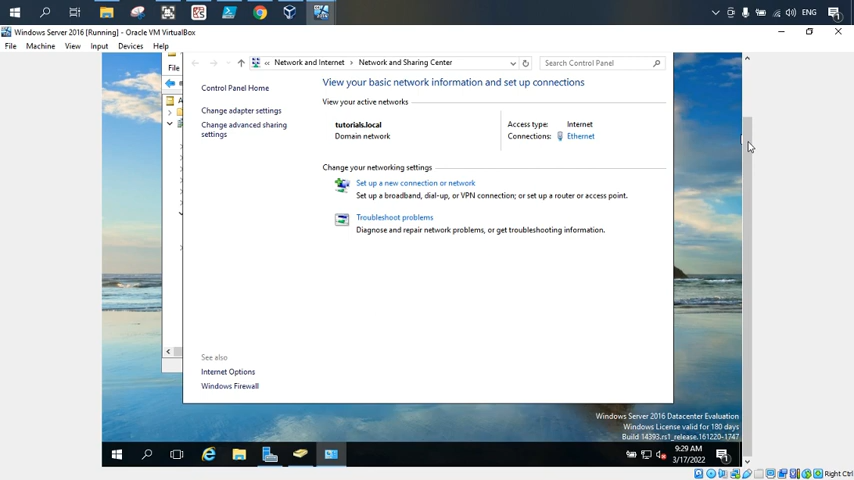 ENG
Windows Server 2016 [Running] - Oracle VM VirtualBox
File Machine View Input Devices Help
File
« Network and Internet > Network and Sharing Center
Search Control Panel
Control Panel Home
Change adapter settings
Change advanced sharing
settings
View your basic network information and set up connections
View your active networks
tutorials.local
Domain network
Access type: Internet
Connections: Ethernet
Change your networking settings
Set up a new connection or network
Set up a broadband, dial-up, or VPN connection; or set up a router or access point.
Troubleshoot problems
Diagnose and repair network problems, or get troubleshooting information.
See also
Internet Options
Windows Firewall
Windows Server 2016 Datacenter Evaluation
Windows License valid for 180 days
Build 14393.rs1_release.161220-1747
9:29 AM
3/17/2022
Right Ctrl